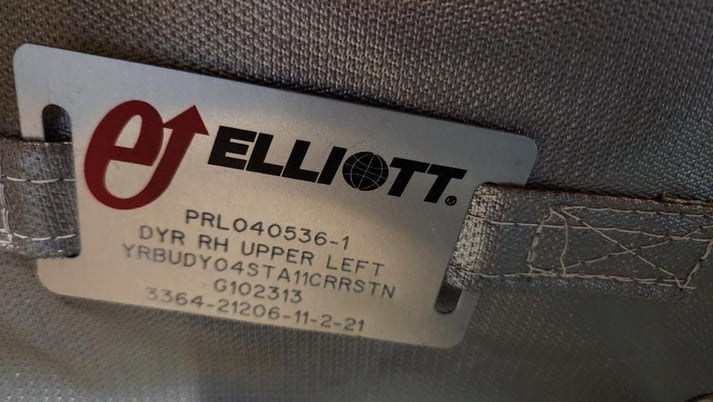 ELLIOTT®
PRL040536-1
DYR RH UPPER LEFT
YRBUDY04STA11CRRSTN
G102313
3364-21206-11-2-21